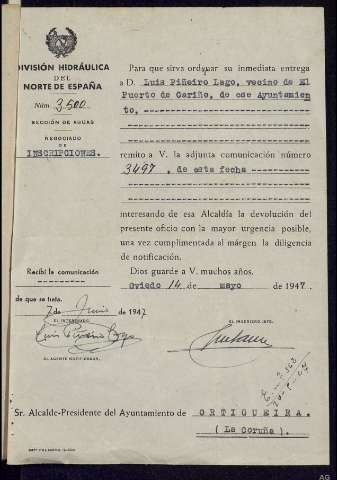 DIVISIÓN HIDRÁULICA
DEL
NORTE DE ESPAÑA
Núm. 3.500
SECCIÓN DE AGUAS
NEGOCIADO
DE
INSCRIPCIONES.
Para que sirva ordenar su inmediata entrega
a D. Luis Piñeiro Lago, vecino de El
Puerto de Cariño, de ese Ayuntamien
to,
remito a V. la adjunta comunicación número
3497, de esta fecha
interesando de esa Alcaldía la devolución del
presente oficio con la mayor urgencia posible,
una vez cumplimentada al márgen la diligencia
de notificación.
Dios guarde a V. muchos años.
Oviedo 14 de mayo de 1947.
EL INGENIERO JEFE,
Recibí la comunicación
de que se trata.
7 de Junio de 1947
EL INTERESADO
Luis Piñeiro Lago
EL AGENTE NOTIFICADOR,
Sr. Alcalde-Presidente del Ayuntamiento de ORTIGUEIRA.
(La Coruña).
AG